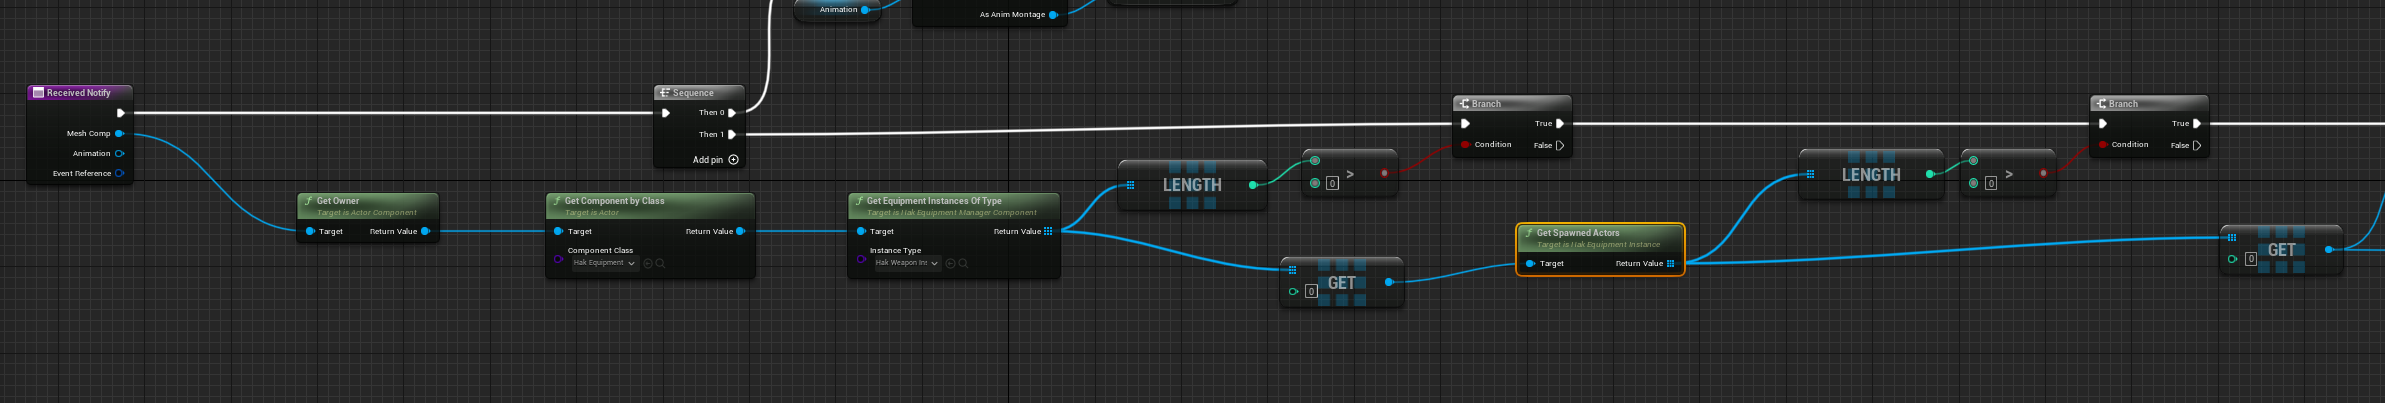 Animation
As Anim Montage
Received Notify
Mesh Comp
Animation
Event Reference
Sequence
Then 0
Then 1
Add pin
Get Owner
Target is Actor Component
Target
Return Value
Get Component by Class
Target is Actor
Target
Return Value
Component Class
Hak Equipment
Get Equipment Instances Of Type
Target is Hak Equipment Manager Component
Target
Return Value
Instance Type
Hak Weapon Ins
LENGTH
0
>
Branch
True
Condition
False
0
GET
Get Spawned Actors
Target is Hak Equipment Instance
Target
Return Value
LENGTH
0
>
Branch
True
Condition
False
0
GET